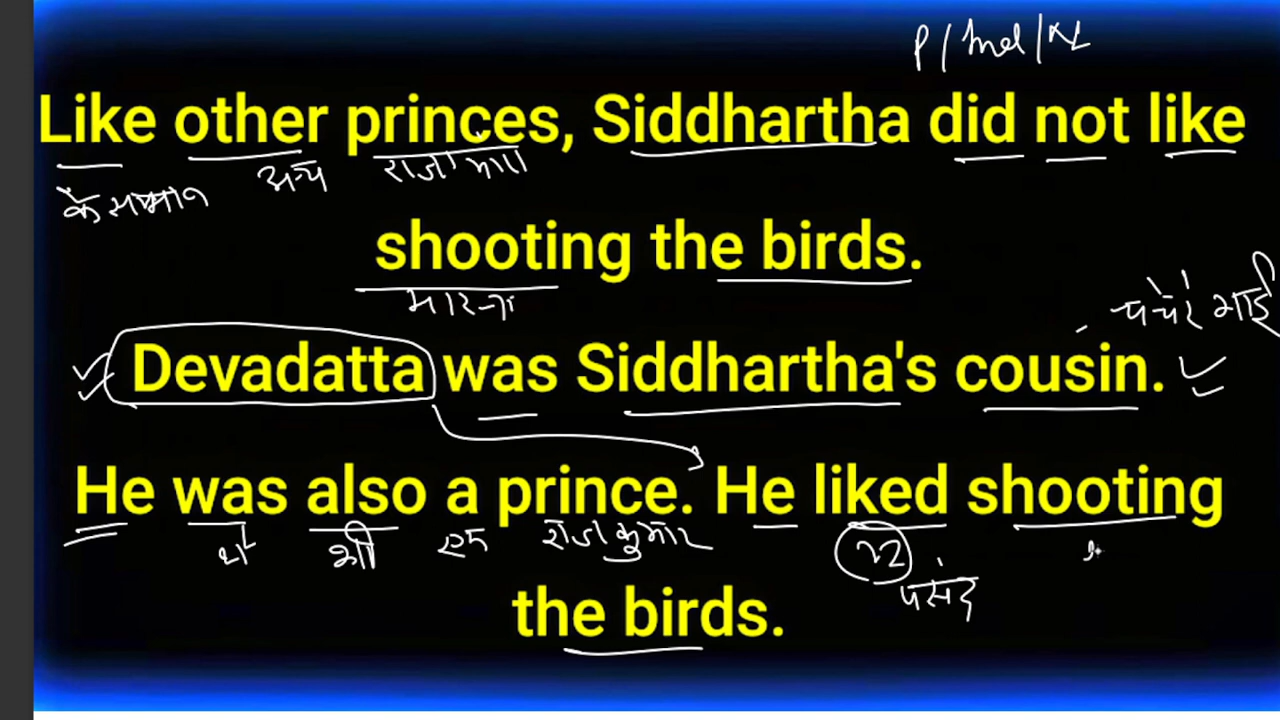 Like other princes, Siddhartha did not like
के समान अन्य
shooting the birds.
मारना
Devadatta was Siddhartha's cousin.
चचेरे भाई
He was also a prince. He liked shooting
भी एक राजकुमार V2
पसंद
the birds.